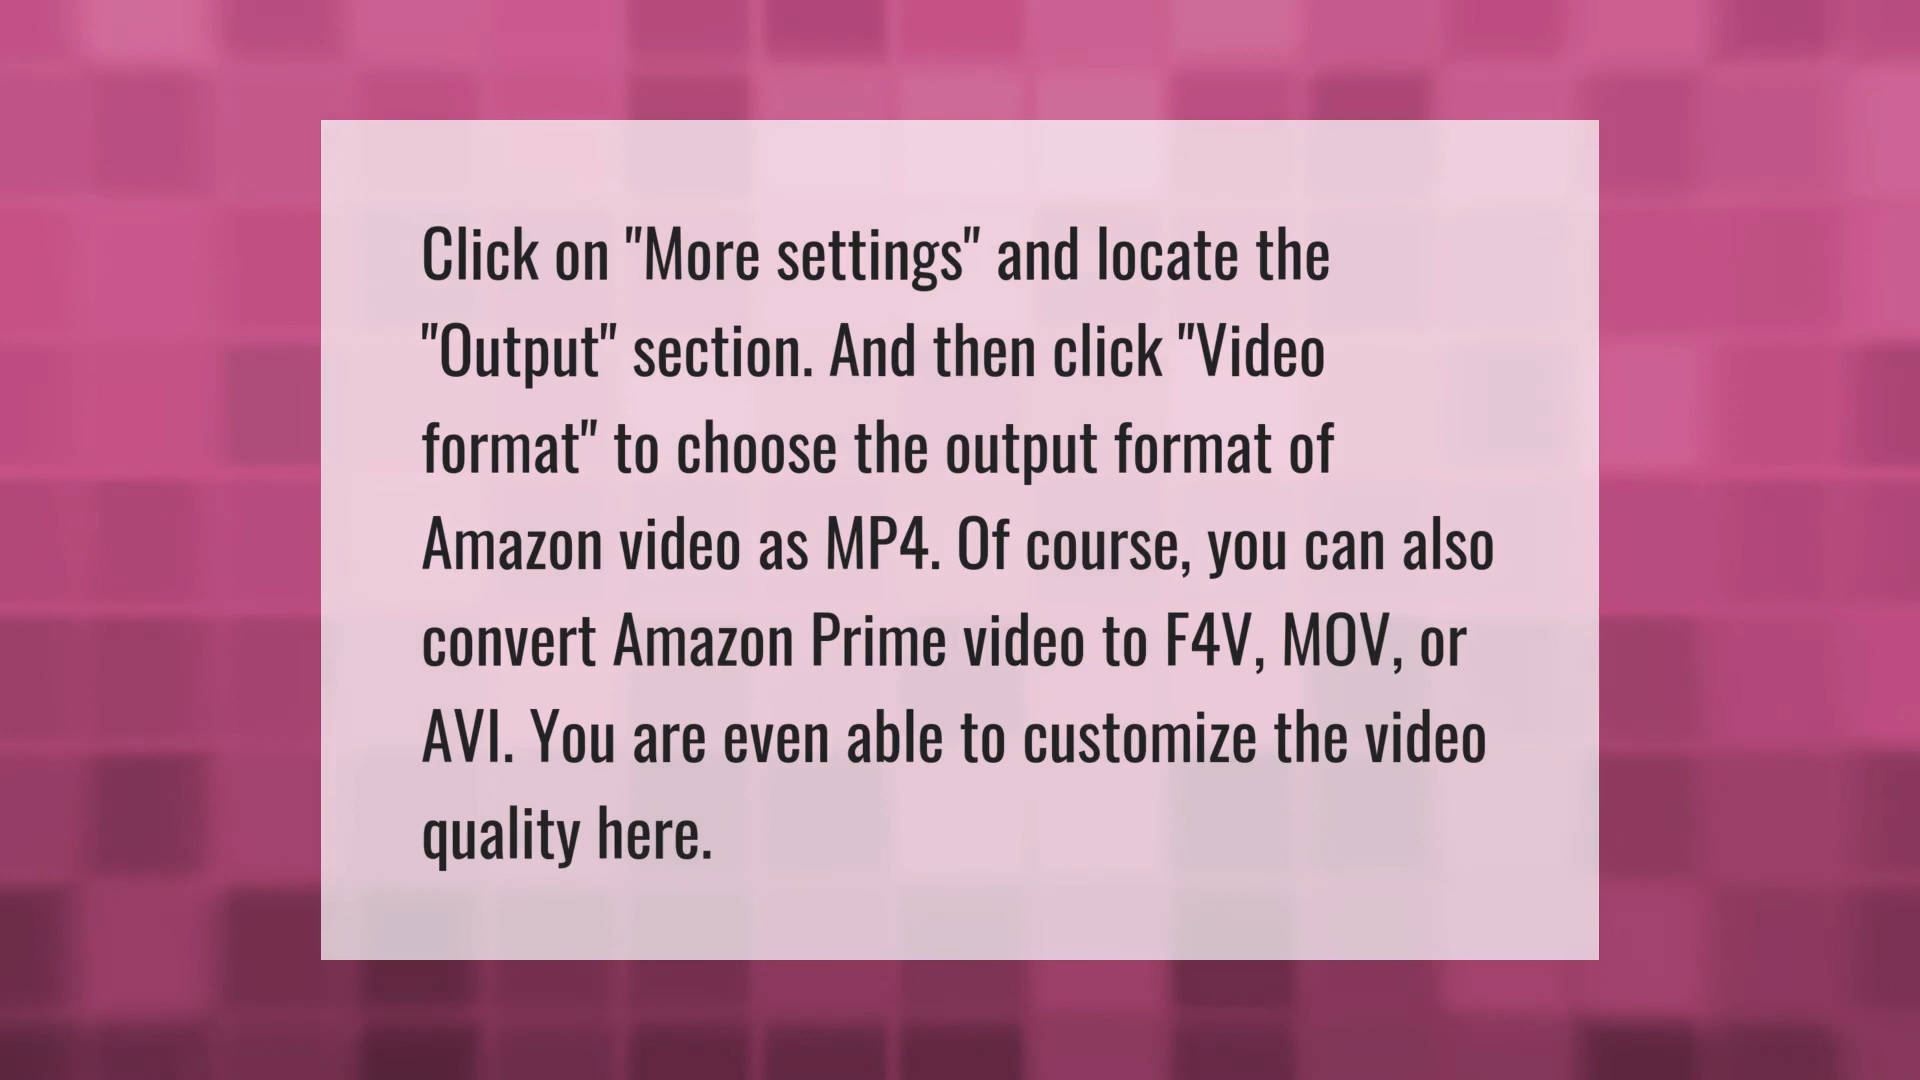 Click on "More settings" and locate the
"Output" section. And then click "Video
format" to choose the output format of
Amazon video as MP4. Of course, you can also
convert Amazon Prime video to F4V, MOV, or
AVI. You are even able to customize the video
quality here.